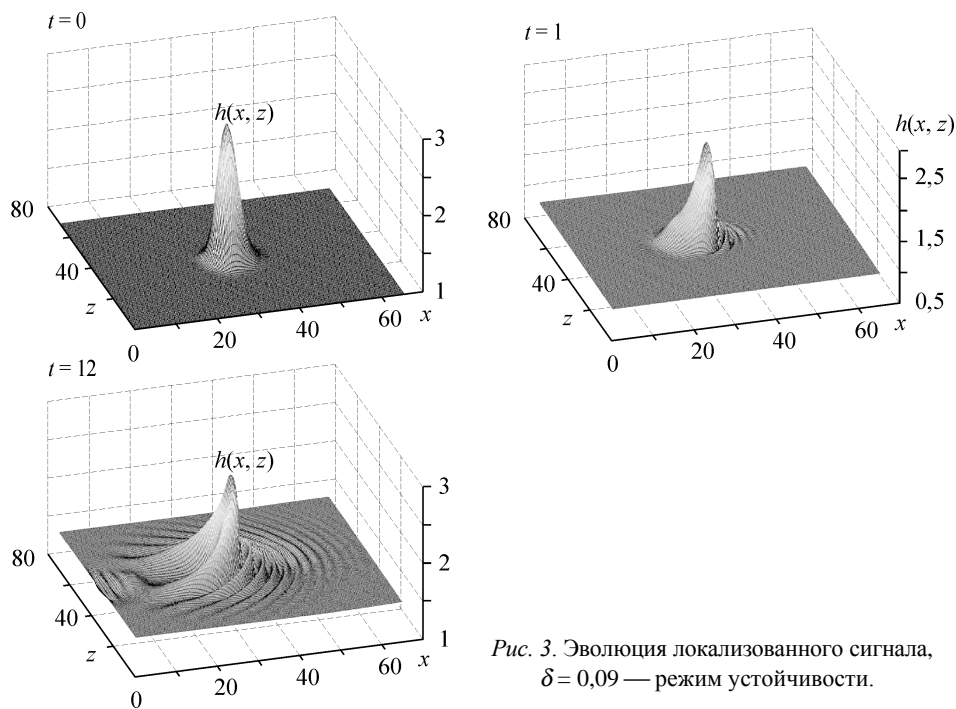 t = 0
h(x, z)
3
2
1
80
40
z
0
20
40
60
x
t = 1
h(x, z)
2,5
1,5
0,5
80
40
z
0
20
40
60
x
t = 12
h(x, z)
3
2
1
80
40
z
0
20
40
60
x
Рис. 3. Эволюция локализованного сигнала,
δ = 0,09 — режим устойчивости.